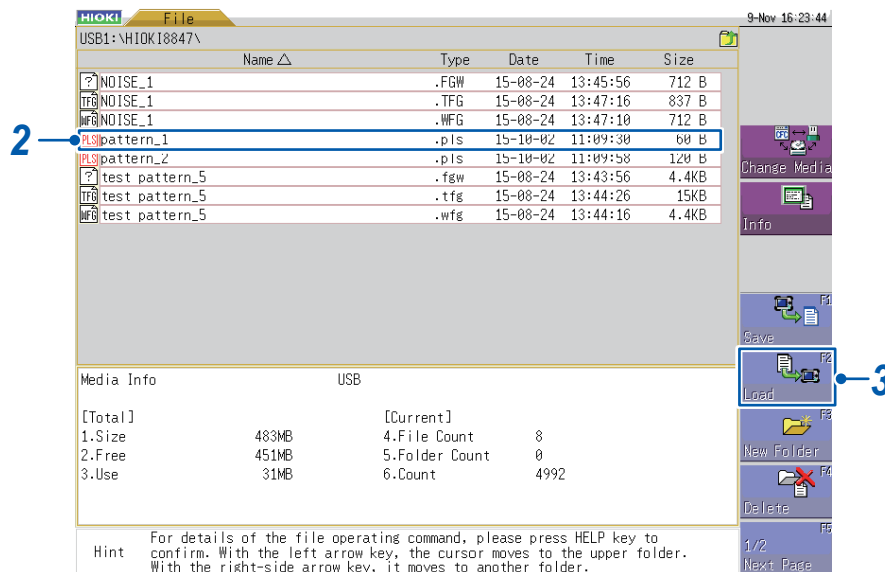 HIOKI File 9-Nov 16:23:44
USB1:\HIOKI8847\
Name △ Type Date Time Size
? NOISE_1 .FGW 15-08-24 13:45:56 712 B
TFG NOISE_1 .TFG 15-08-24 13:47:16 837 B
WFG NOISE_1 .WFG 15-08-24 13:47:10 712 B
2 PLS pattern_1 .pls 15-10-02 11:09:30 60 B
PLS pattern_2 .pls 15-10-02 11:09:58 120 B
? test pattern_5 .fgw 15-08-24 13:43:56 4.4KB
TFG test pattern_5 .tfg 15-08-24 13:44:26 15KB
WFG test pattern_5 .wfg 15-08-24 13:44:16 4.4KB
CFC
Change Media
Info
F1
Save
F2
Load
3
F3
New Folder
F4
Delete
F5
1/2
Next Page
Media Info USB
[Total] [Current]
1.Size 483MB 4.File Count 8
2.Free 451MB 5.Folder Count 0
3.Use 31MB 6.Count 4992
Hint
For details of the file operating command, please press HELP key to
confirm. With the left arrow key, the cursor moves to the upper folder.
With the right-side arrow key, it moves to another folder.